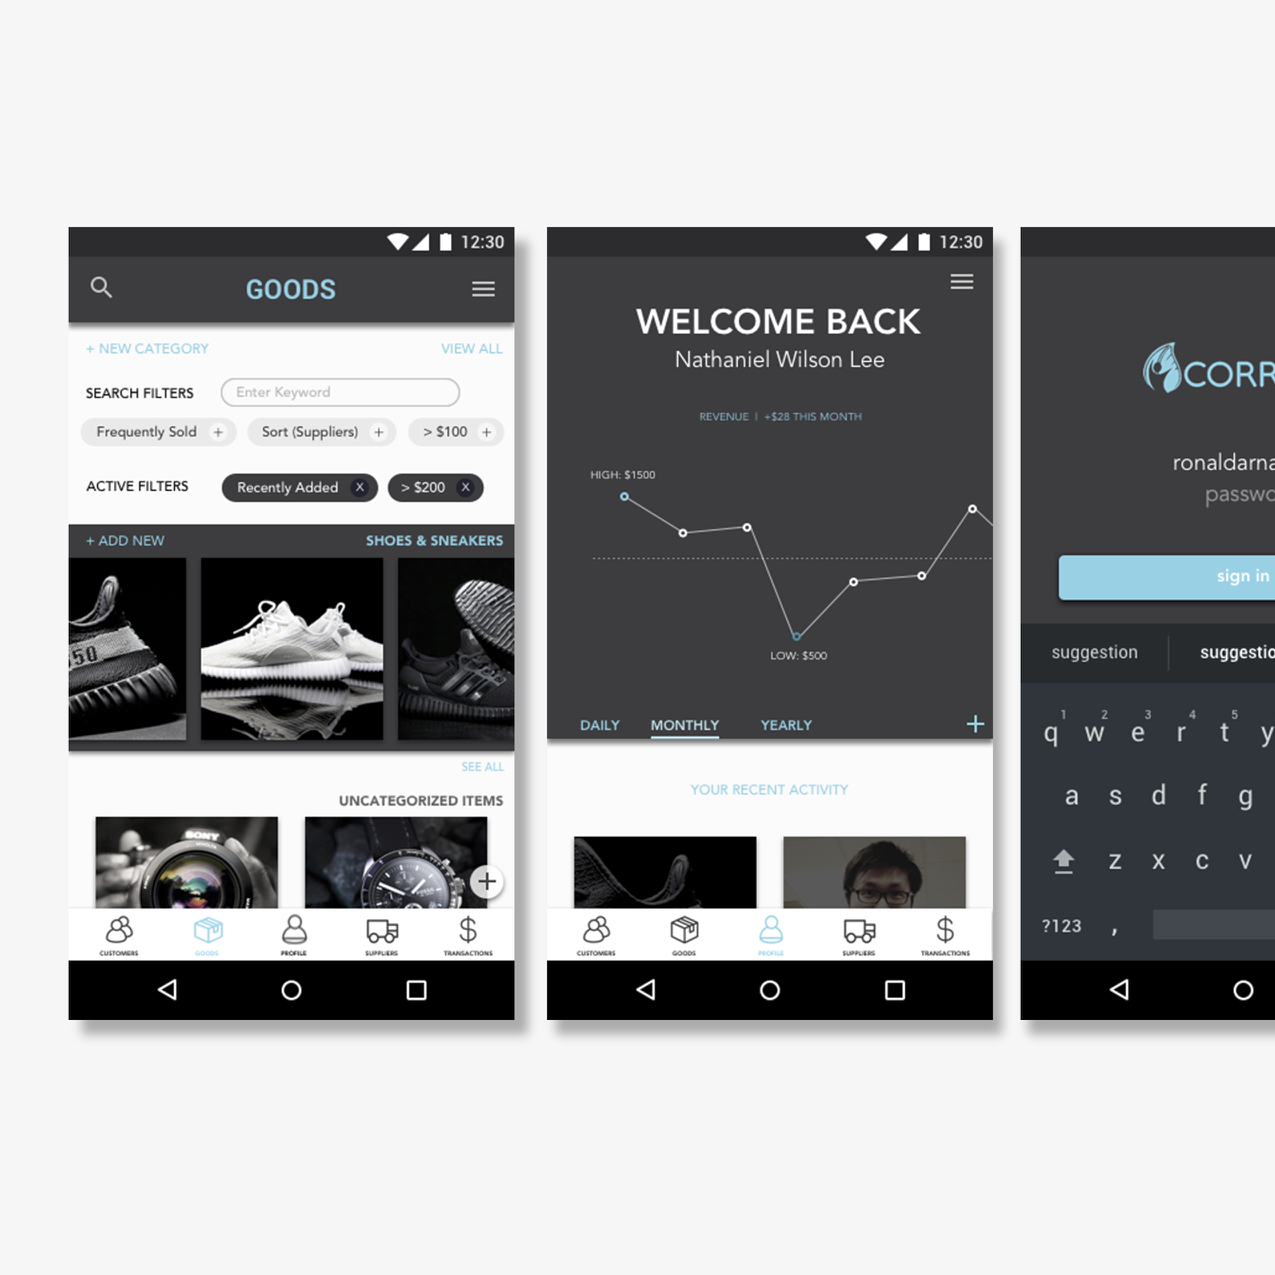 12:30
GOODS
+ NEW CATEGORY VIEW ALL
SEARCH FILTERS Enter Keyword
Frequently Sold + Sort (Suppliers) + > $100 +
ACTIVE FILTERS Recently Added X > $200 X
+ ADD NEW SHOES & SNEAKERS
50
SEE ALL
UNCATEGORIZED ITEMS
SONY
+
CUSTOMERS GOODS PROFILE SUPPLIERS TRANSACTIONS
12:30
WELCOME BACK
Nathaniel Wilson Lee
REVENUE | +$28 THIS MONTH
HIGH: $1500
LOW: $500
DAILY MONTHLY YEARLY +
YOUR RECENT ACTIVITY
CUSTOMERS GOODS PROFILE SUPPLIERS TRANSACTIONS
CORR
ronaldarna
passwo
sign in
suggestion suggestio
1 2 3 4 5
q w e r t y
a s d f g
z x c v
?123 ,